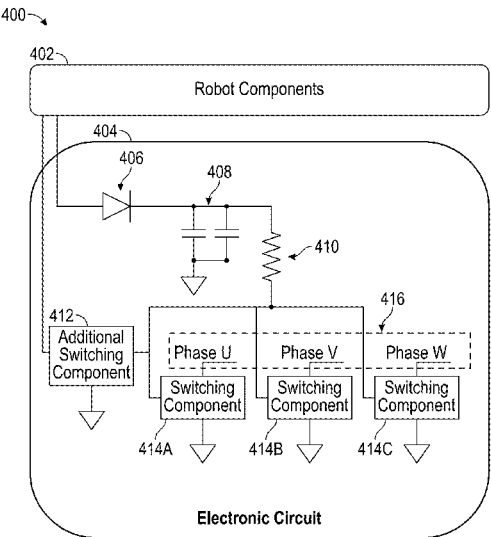 400
402
Robot Components
404
406
408
410
412
416
Additional
Switching
Component
Phase U
Phase V
Phase W
Switching
Component
Switching
Component
Switching
Component
414A
414B
414C
Electronic Circuit